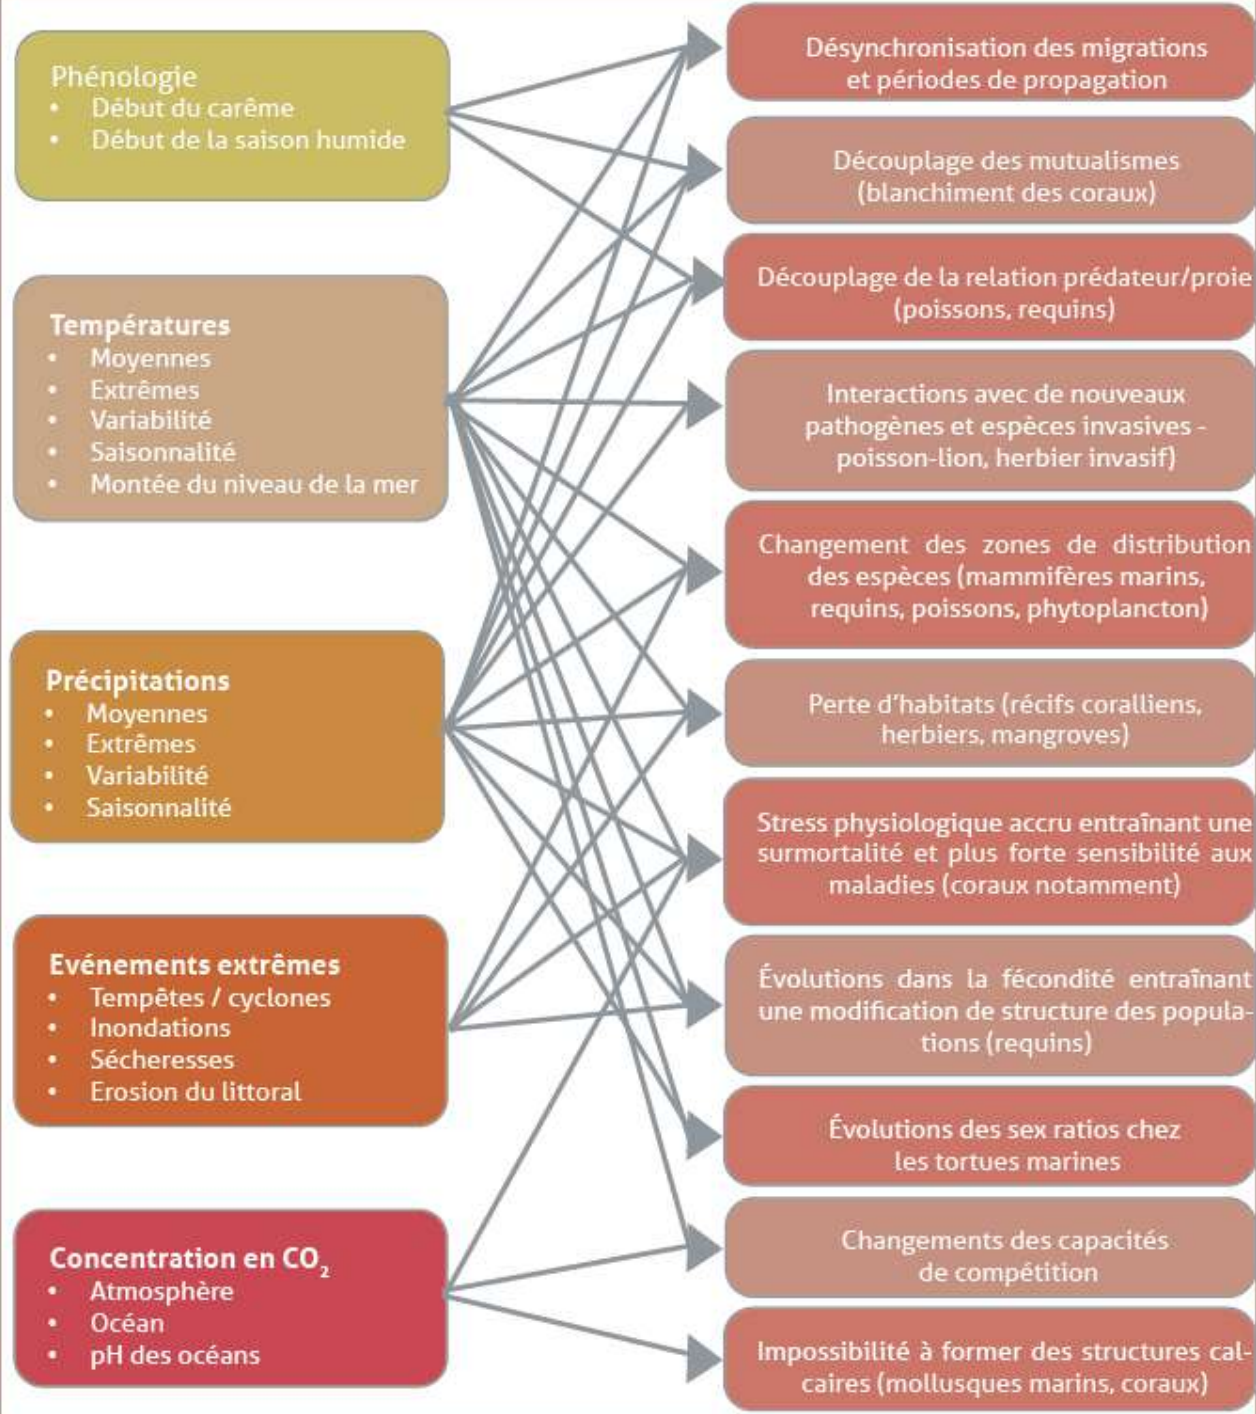 Phénologie
• Début du carême
• Début de la saison humide
Températures
• Moyennes
• Extrêmes
• Variabilité
• Saisonnalité
• Montée du niveau de la mer
Précipitations
• Moyennes
• Extrêmes
• Variabilité
• Saisonnalité
Evénements extrêmes
• Tempêtes / cyclones
• Inondations
• Sécheresses
• Erosion du littoral
Concentration en CO₂
• Atmosphère
• Océan
• pH des océans
Désynchronisation des migrations
et périodes de propagation
Découplage des mutualismes
(blanchiment des coraux)
Découplage de la relation prédateur/proie
(poissons, requins)
Interactions avec de nouveaux
pathogènes et espèces invasives -
poisson-lion, herbier invasif)
Changement des zones de distribution
des espèces (mammifères marins,
requins, poissons, phytoplancton)
Perte d'habitats (récifs coralliens,
herbiers, mangroves)
Stress physiologique accru entraînant une
surmortalité et plus forte sensibilité aux
maladies (coraux notamment)
Évolutions dans la fécondité entraînant
une modification de structure des popula-
tions (requins)
Évolutions des sex ratios chez
les tortues marines
Changements des capacités
de compétition
Impossibilité à former des structures cal-
caires (mollusques marins, coraux)